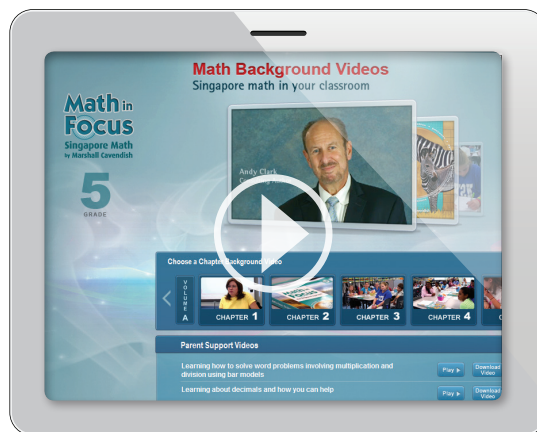 Math Background Videos
Singapore math in your classroom
Math in
Focus
Singapore Math
by Marshall Cavendish
5
GRADE
Andy Clark
Choose a Chapter Background Video
VOLUME
A
CHAPTER 1
CHAPTER 2
CHAPTER 3
CHAPTER 4
Parent Support Videos
Learning how to solve word problems involving multiplication and
division using bar models
Play
Download
Video
Learning about decimals and how you can help
Play
Download
Video